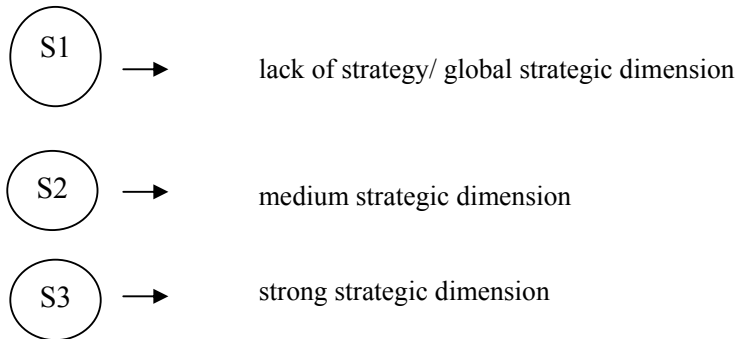 S1 lack of strategy/ global strategic dimension
S2 medium strategic dimension
S3 strong strategic dimension